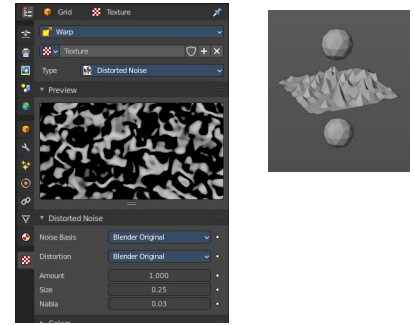 Grid Texture
Warp
Texture
Type Distorted Noise
Preview
Distorted Noise
Noise Basis Blender Original
Distortion Blender Original
Amount 1.000
Size 0.25
Nabla 0.03
Colors